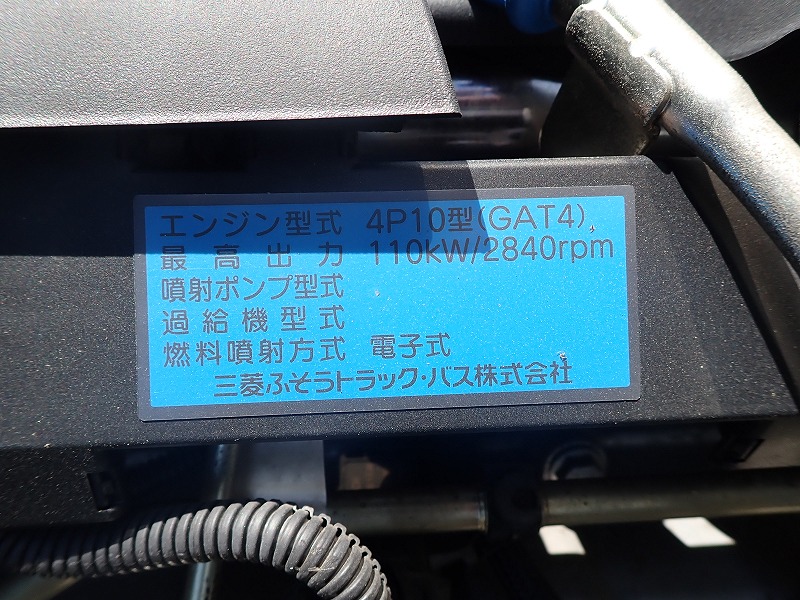 エンジン型式 4P10型(GAT4)
最高出力 110kW/2840rpm
噴射ポンプ型式
過給機型式
燃料噴射方式 電子式
三菱ふそうトラック・バス株式会社